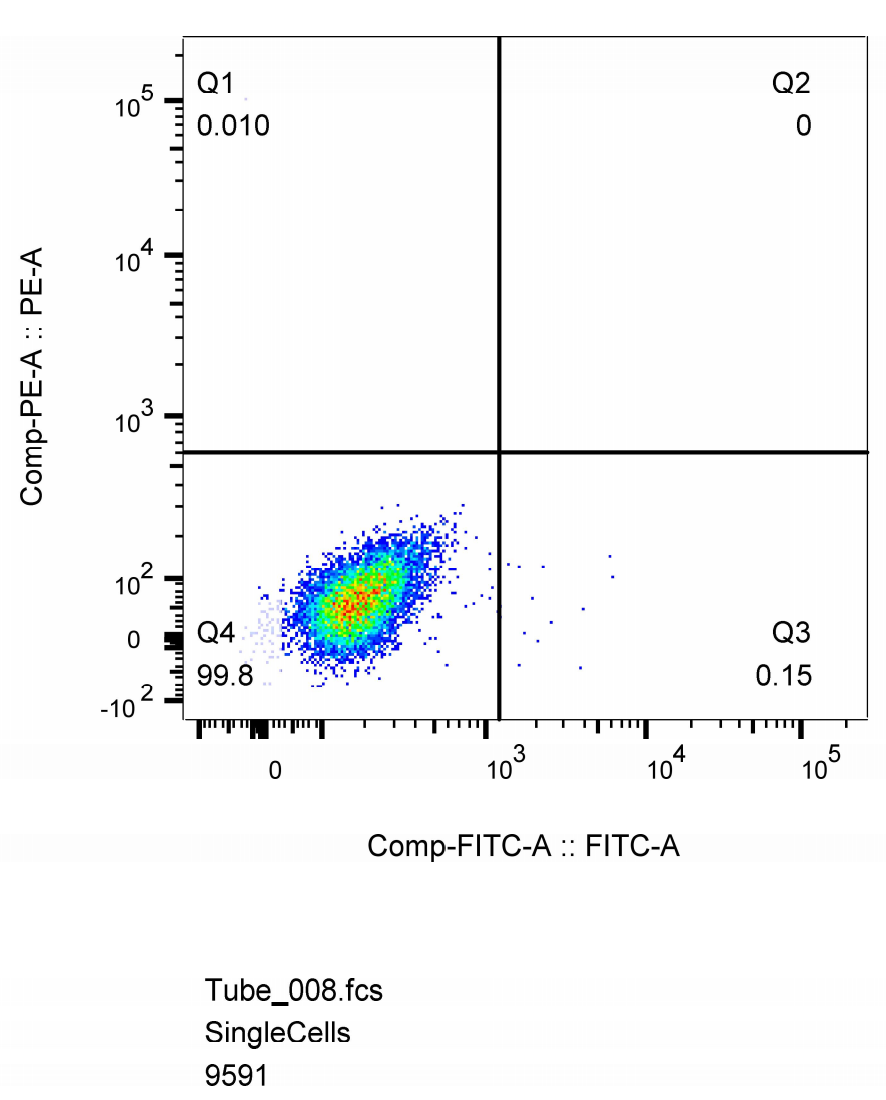 Q1
0.010
Q2
0
10^5
10^4
10^3
10^2
0
-10^2
Comp-PE-A :: PE-A
Q4
99.8
Q3
0.15
0
10^3
10^4
10^5
Comp-FITC-A :: FITC-A
Tube_008.fcs
SingleCells
9591